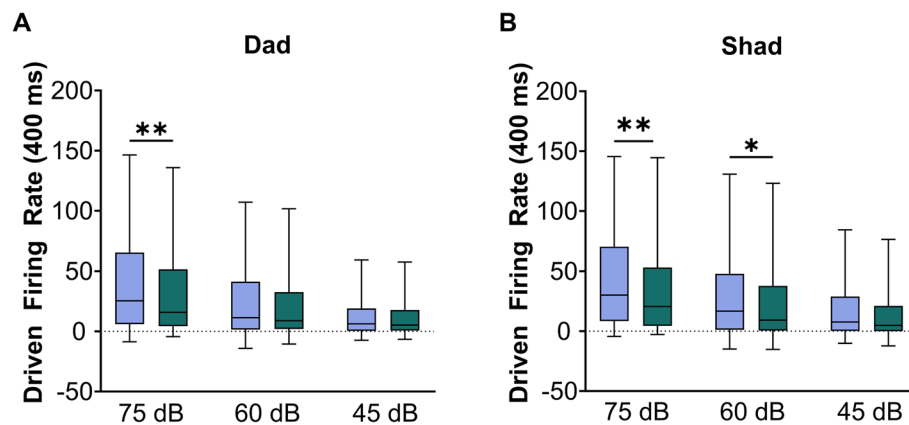 A
Dad
Driven Firing Rate (400 ms)
200
150
100
50
0
-50
**
75 dB
60 dB
45 dB
B
Shad
Driven Firing Rate (400 ms)
200
150
100
50
0
-50
**
*
75 dB
60 dB
45 dB